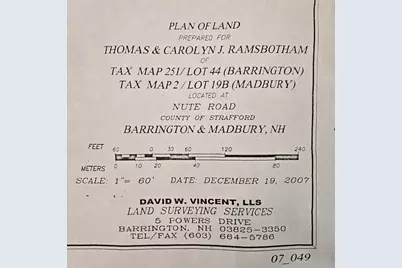 PLAN OF LAND
PREPARED FOR
THOMAS & CAROLYN J. RAMSBOTHAM
OF
TAX MAP 251/ LOT 44 (BARRINGTON)
TAX MAP 2 / LOT 19B (MADBURY)
LOCATED AT
NUTE ROAD
COUNTY OF STRAFFORD
BARRINGTON & MADBURY, NH
FEET 60 0 30 60 120 240
METERS 20 0 20 40 80
SCALE: 1"= 60' DATE: DECEMBER 19, 2007
DAVID W. VINCENT, LLS
LAND SURVEYING SERVICES
5 POWERS DRIVE
BARRINGTON, NH 03825-3350
TEL/FAX (603) 664-5786
07_049